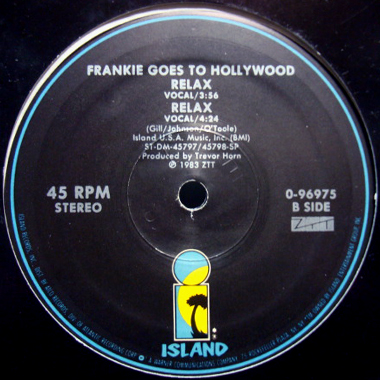 FRANKIE GOES TO HOLLYWOOD
RELAX
VOCAL/3:56
RELAX
VOCAL/4:24
(Gill/Johnson/O'Toole)
Island U.S.A. Music, Inc. (BMI)
ST-DM-45797/45798-SP
Produced by Trevor Horn
℗ 1983 ZTT
45 RPM
STEREO
0-96975
B SIDE
ISLAND